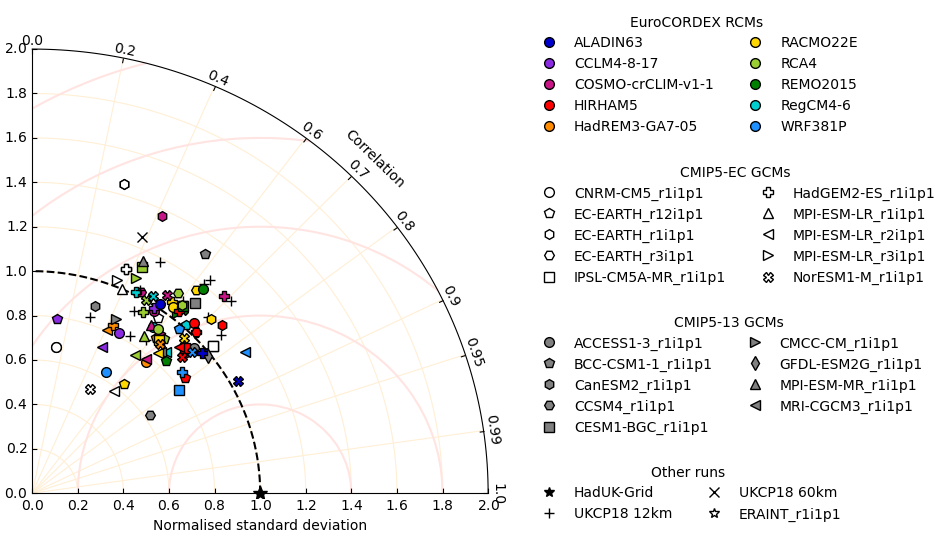 0.0
0.2
0.4
0.6
Correlation
0.7
0.8
0.9
0.95
0.99
1.0
2.0
1.8
1.6
1.4
1.2
1.0
0.8
0.6
0.4
0.2
0.0
0.0 0.2 0.4 0.6 0.8 1.0 1.2 1.4 1.6 1.8 2.0
Normalised standard deviation
EuroCORDEX RCMs
ALADIN63 RACMO22E
CCLM4-8-17 RCA4
COSMO-crCLIM-v1-1 REMO2015
HIRHAM5 RegCM4-6
HadREM3-GA7-05 WRF381P
CMIP5-EC GCMs
CNRM-CM5_r1i1p1 HadGEM2-ES_r1i1p1
EC-EARTH_r12i1p1 MPI-ESM-LR_r1i1p1
EC-EARTH_r1i1p1 MPI-ESM-LR_r2i1p1
EC-EARTH_r3i1p1 MPI-ESM-LR_r3i1p1
IPSL-CM5A-MR_r1i1p1 NorESM1-M_r1i1p1
CMIP5-13 GCMs
ACCESS1-3_r1i1p1 CMCC-CM_r1i1p1
BCC-CSM1-1_r1i1p1 GFDL-ESM2G_r1i1p1
CanESM2_r1i1p1 MPI-ESM-MR_r1i1p1
CCSM4_r1i1p1 MRI-CGCM3_r1i1p1
CESM1-BGC_r1i1p1
Other runs
HadUK-Grid UKCP18 60km
UKCP18 12km ERAINT_r1i1p1